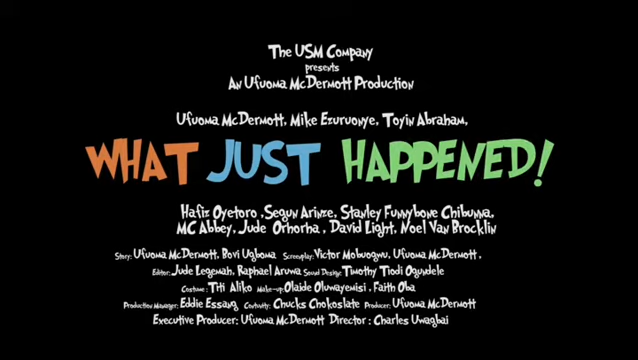 The USM Company
presents
An Ufuoma McDermott Production
Ufuoma McDermott, Mike Ezuruonye, Toyin Abraham,
WHAT JUST HAPPENED!
Hafiz Oyetoro ,Segun Arinze, Stanley Funnybone Chibunna,
MC Abbey, Jude Orhorha , David Light, Noel Van Brocklin
Story: Ufuoma McDermott, Bovi Ugboma Screenplay: Victor Mobuogwu, Ufuoma McDermott ,
Editor: Jude Legemah, Raphael Aruwa Sound Design: Timothy Tiodi Ogundele
Costume : Titi Aliko Make-up: Olaide Oluwayemisi , Faith Oba
Production Manager: Eddie Essang Continuity: Chucks Chokoslate Producer: Ufuoma McDermott
Executive Producer: Ufuoma McDermott Director : Charles Uwagbai